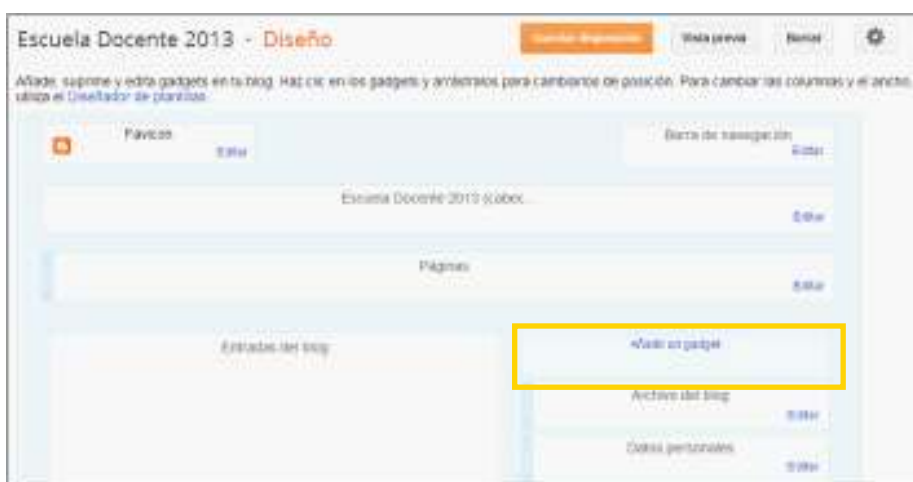 Escuela Docente 2013 - Diseño
Guardar disposición Vista previa Borrar
Añade, suprime y edita gadgets en tu blog. Haz clic en los gadgets y arrástralos para cambiarlos de posición. Para cambiar las columnas y el ancho,
utiliza el Diseñador de plantillas.
Favicon
Editar
Barra de navegación
Editar
Escuela Docente 2013 (cabec...
Editar
Páginas
Editar
Entradas del blog
Añadir un gadget
Archivo del blog
Editar
Datos personales
Editar